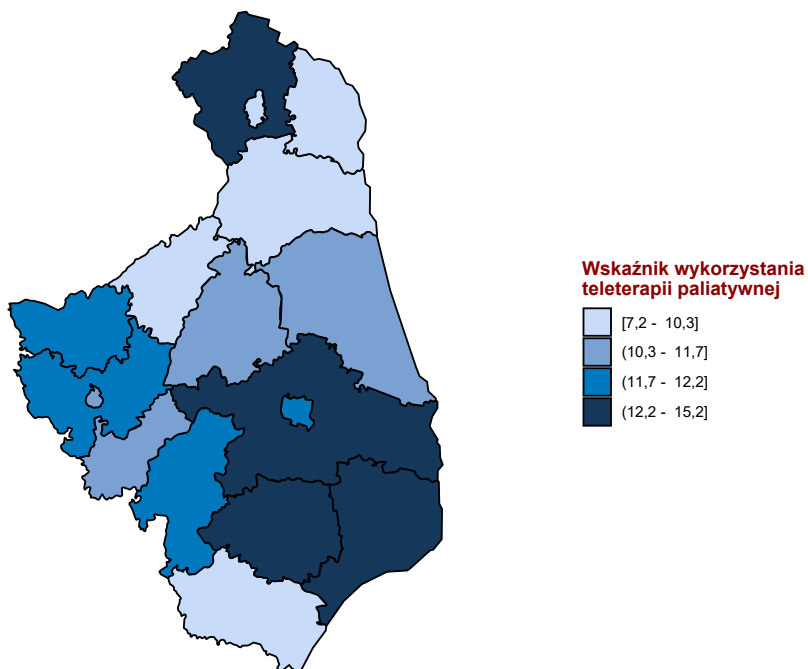 Wskaźnik wykorzystania
teleterapii paliatywnej
[7,2 - 10,3]
(10,3 - 11,7]
(11,7 - 12,2]
(12,2 - 15,2]